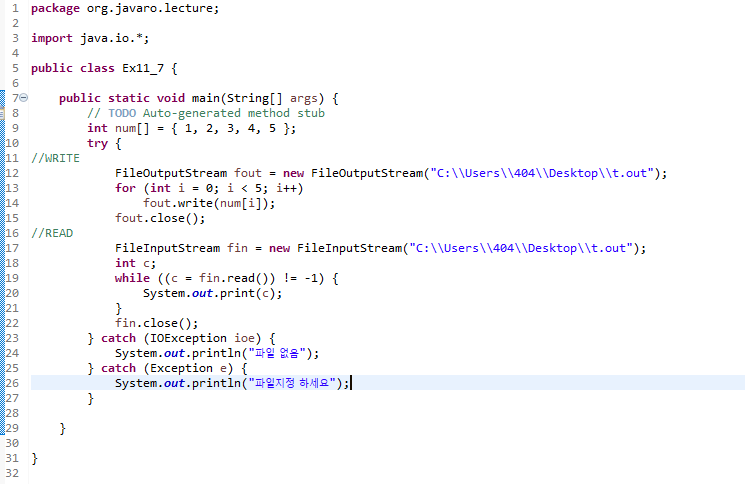 1 package org.javaro.lecture;
2
3 import java.io.*;
4
5 public class Ex11_7 {
6
7 public static void main(String[] args) {
8 // TODO Auto-generated method stub
9 int num[] = { 1, 2, 3, 4, 5 };
10 try {
11 //WRITE
12 FileOutputStream fout = new FileOutputStream("C:\\Users\\404\\Desktop\\t.out");
13 for (int i = 0; i < 5; i++)
14 fout.write(num[i]);
15 fout.close();
16 //READ
17 FileInputStream fin = new FileInputStream("C:\\Users\\404\\Desktop\\t.out");
18 int c;
19 while ((c = fin.read()) != -1) {
20 System.out.print(c);
21 }
22 fin.close();
23 } catch (IOException ioe) {
24 System.out.println("파일 없음");
25 } catch (Exception e) {
26 System.out.println("파일지정 하세요");
27 }
28
29 }
30
31 }
32